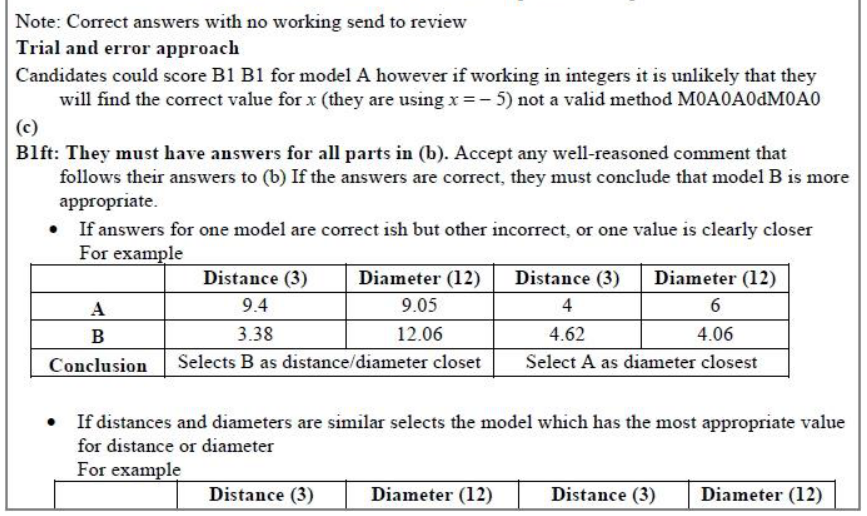 Note: Correct answers with no working send to review
Trial and error approach
Candidates could score B1 B1 for model A however if working in integers it is unlikely that they
will find the correct value for x (they are using x = – 5) not a valid method M0A0A0dM0A0
(c)
B1ft: They must have answers for all parts in (b). Accept any well-reasoned comment that
follows their answers to (b) If the answers are correct, they must conclude that model B is more
appropriate.
• If answers for one model are correct ish but other incorrect, or one value is clearly closer
For example
Distance (3) Diameter (12) Distance (3) Diameter (12)
A 9.4 9.05 4 6
B 3.38 12.06 4.62 4.06
Conclusion Selects B as distance/diameter closet Select A as diameter closest
• If distances and diameters are similar selects the model which has the most appropriate value
for distance or diameter
For example
Distance (3) Diameter (12) Distance (3) Diameter (12)